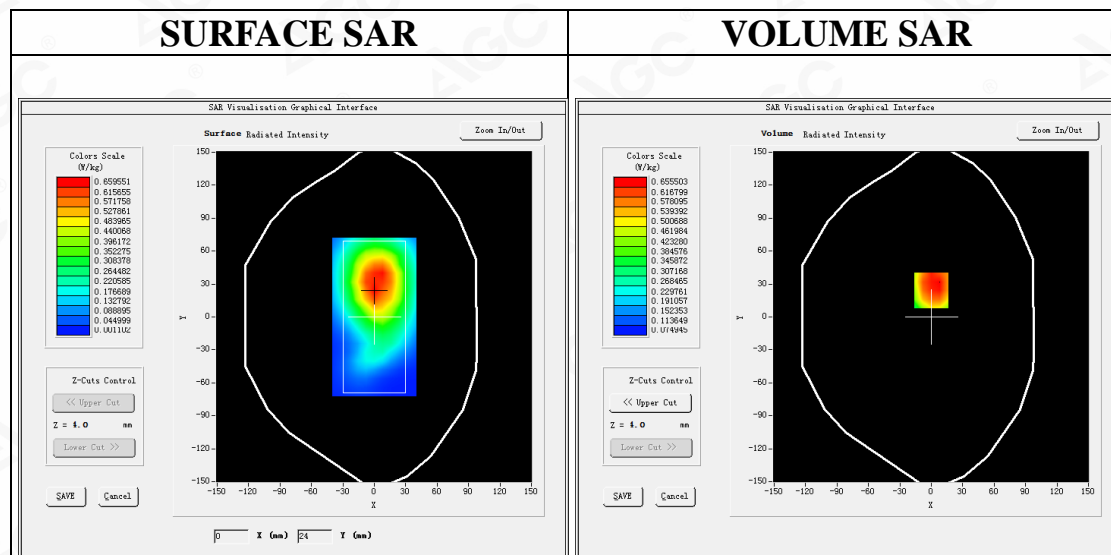 SURFACE SAR
SAR Visualisation Graphical Interface
Surface Radiated Intensity
Zoom In/Out
Colors Scale
(W/kg)
0.659551
0.615655
0.571758
0.527861
0.483965
0.440068
0.396172
0.352275
0.308378
0.264482
0.220585
0.176689
0.132792
0.088895
0.044999
0.001102
150
120
90
60
30
0
-30
-60
-90
-120
-150
Y
-150 -120 -90 -60 -30 0 30 60 90 120 150
X
Z-Cuts Control
<< Upper Cut
Z = 4.0 mm
Lower Cut >>
SAVE Cancel
0 X (mm) 24 Y (mm)
VOLUME SAR
SAR Visualisation Graphical Interface
Volume Radiated Intensity
Zoom In/Out
Colors Scale
(W/kg)
0.655503
0.616799
0.578095
0.539392
0.500688
0.461984
0.423280
0.384576
0.345872
0.307168
0.268465
0.229761
0.191057
0.152353
0.113649
0.074945
150
120
90
60
30
0
-30
-60
-90
-120
-150
Y
-150 -120 -90 -60 -30 0 30 60 90 120 150
X
Z-Cuts Control
<< Upper Cut
Z = 4.0 mm
Lower Cut >>
SAVE Cancel